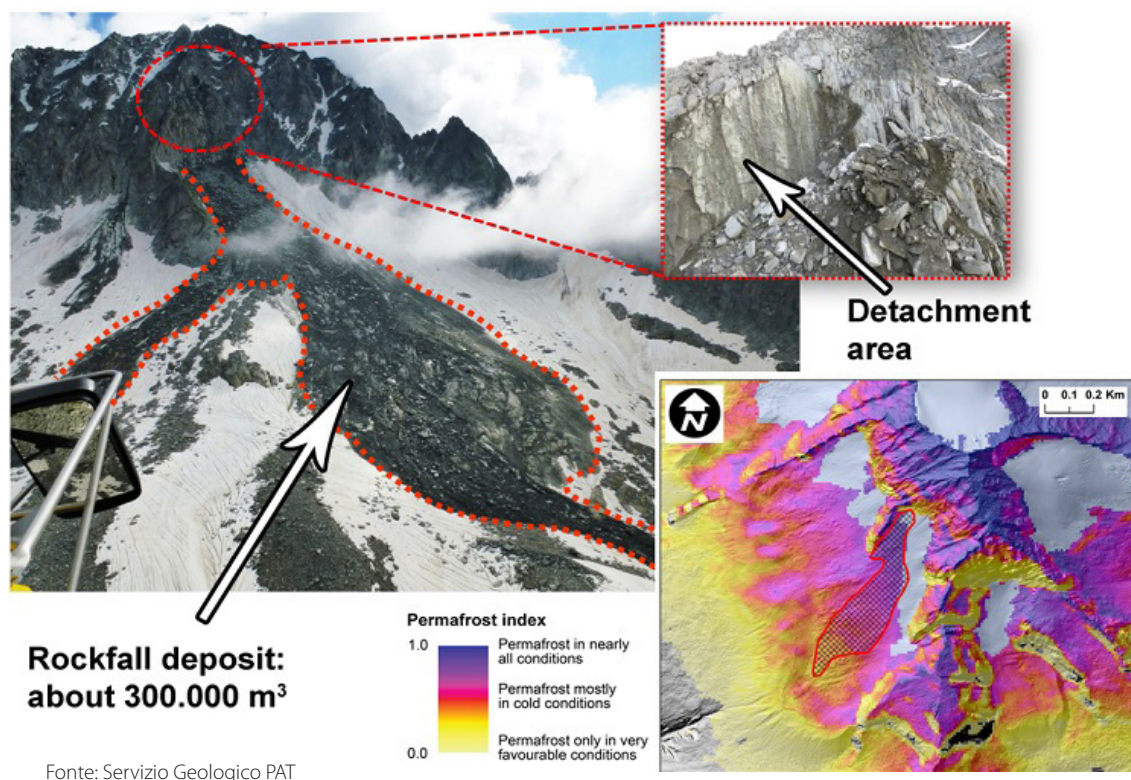 Detachment
area
N
0 0.1 0.2 Km
Rockfall deposit:
about 300.000 m³
Permafrost index
1.0
Permafrost in nearly
all conditions
Permafrost mostly
in cold conditions
0.0
Permafrost only in very
favourable conditions
Fonte: Servizio Geologico PAT